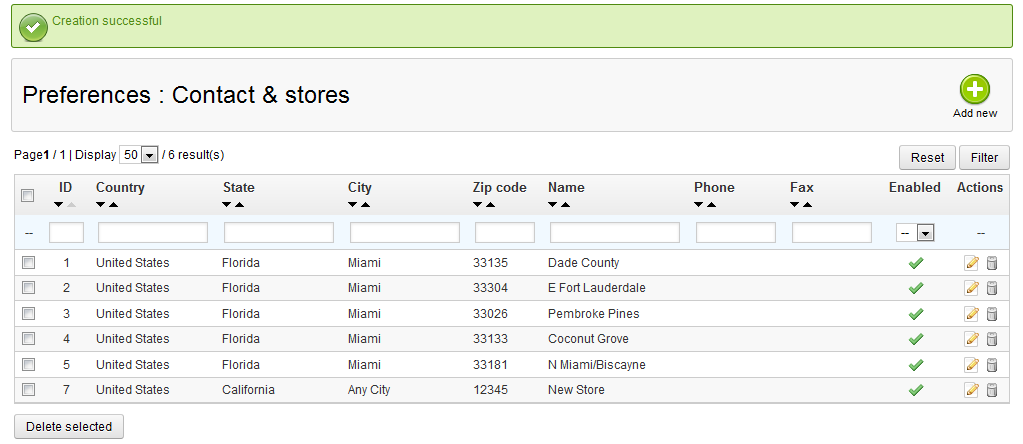 Creation successful
Preferences : Contact & stores
Add new
Page1 / 1 | Display 50 / 6 result(s)
Reset Filter
ID Country State City Zip code Name Phone Fax Enabled Actions
-- -- --
1 United States Florida Miami 33135 Dade County
2 United States Florida Miami 33304 E Fort Lauderdale
3 United States Florida Miami 33026 Pembroke Pines
4 United States Florida Miami 33133 Coconut Grove
5 United States Florida Miami 33181 N Miami/Biscayne
7 United States California Any City 12345 New Store
Delete selected